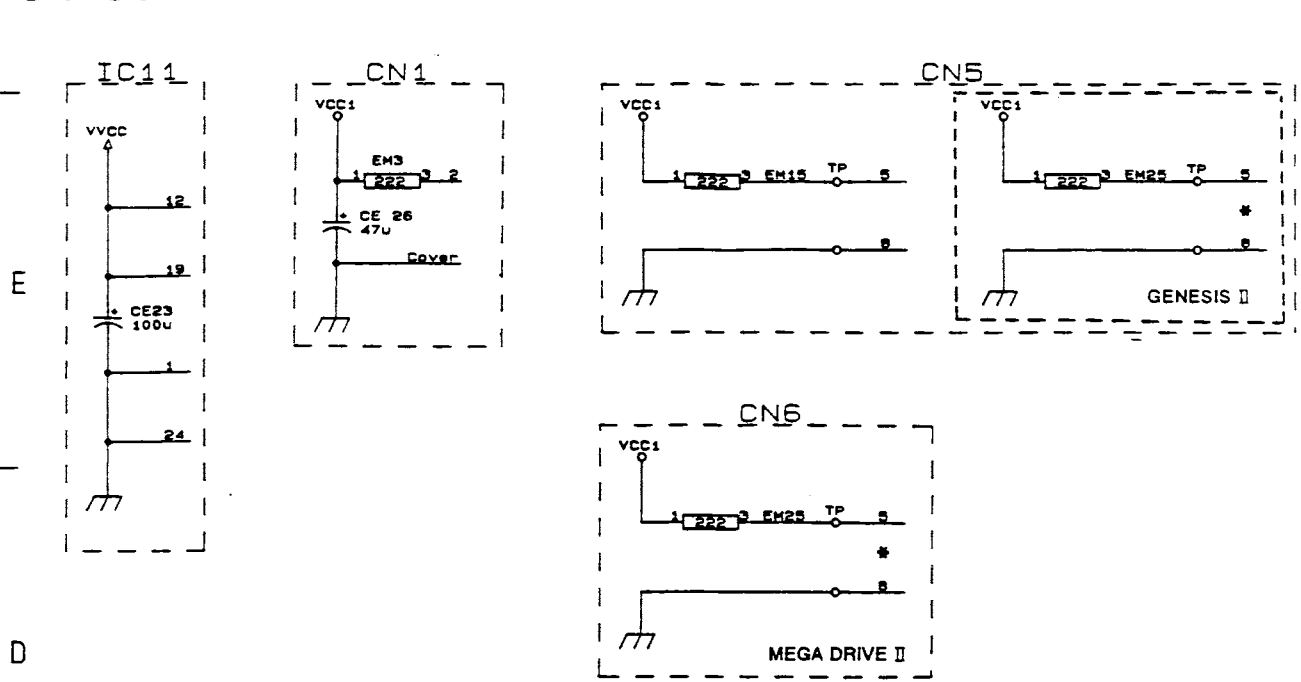 IC11
VVCC
12
19
+ CE23
100u
1
24
CN1
VCC1
EM3
1 222 3 2
+ CE 26
47u
Cover
CN5
VCC1
1 222 3 EM15 TP 5
8
VCC1
1 222 3 EM25 TP 5
*
8
GENESIS II
CN6
VCC1
1 222 3 EM25 TP 5
*
8
MEGA DRIVE II
E
D